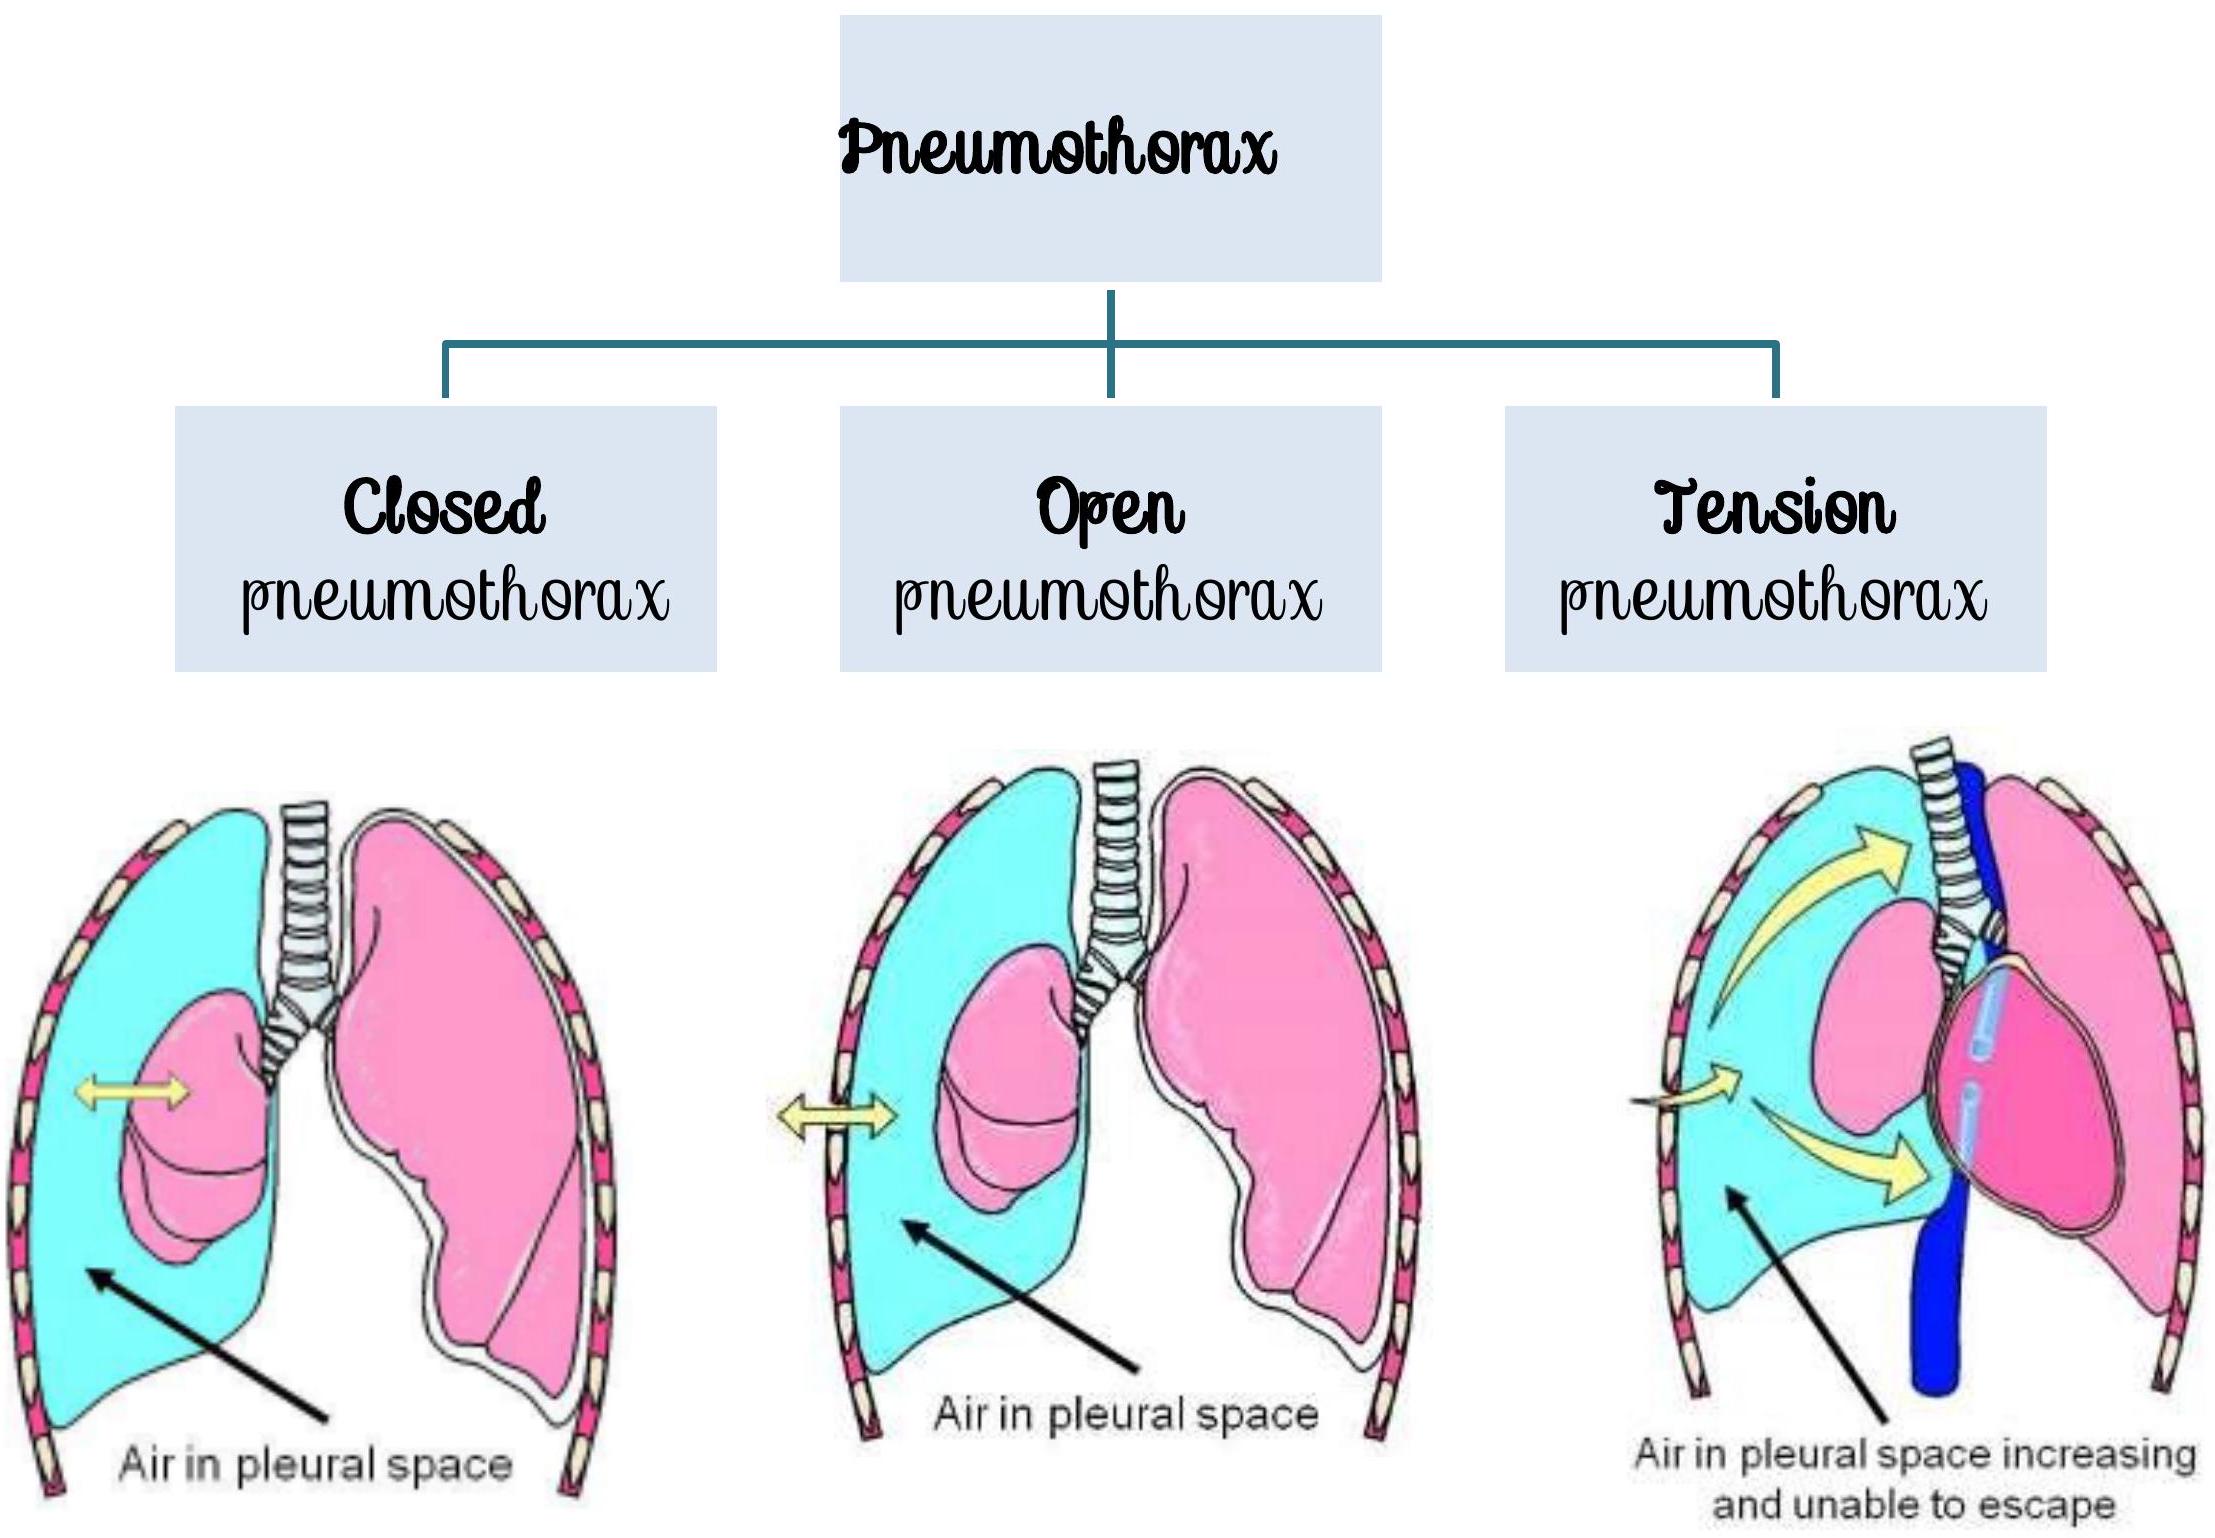 Pneumothorax
Closed
pneumothorax
Open
pneumothorax
Tension
pneumothorax
Air in pleural space
Air in pleural space
Air in pleural space increasing
and unable to escape